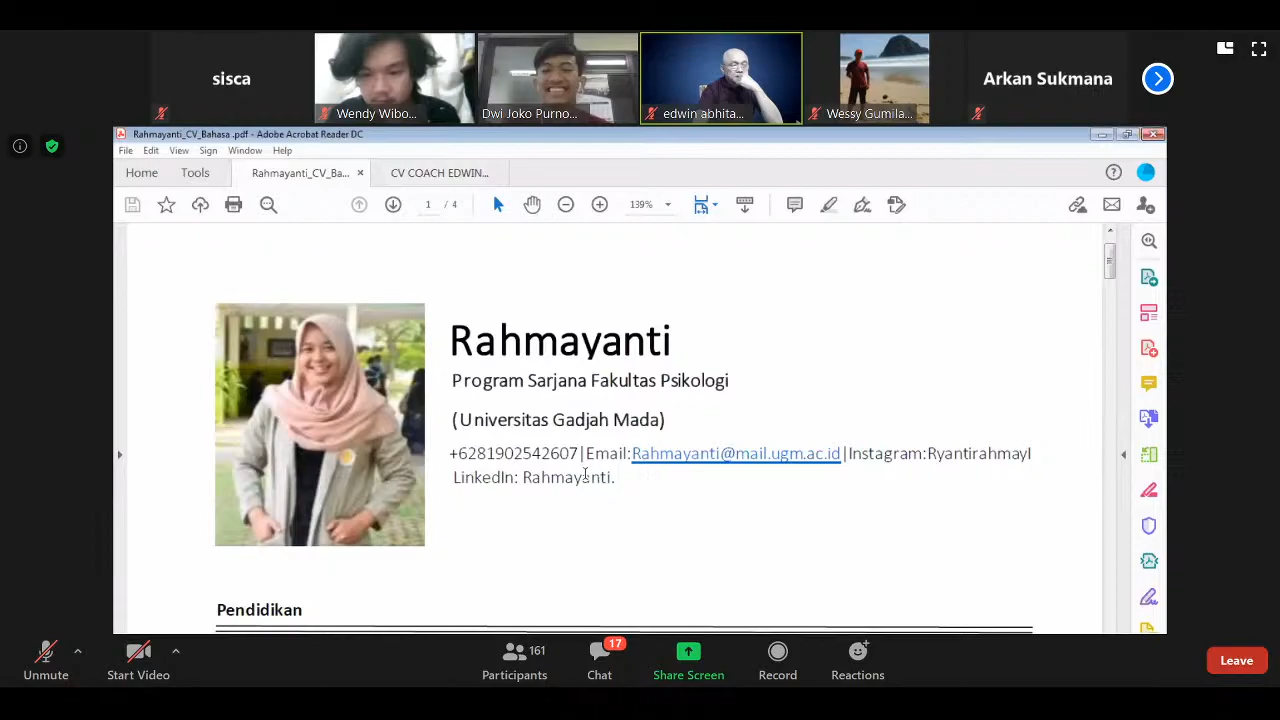 sisca
Wendy Wibo...
Dwi Joko Purno...
edwin abhita...
Wessy Gumila...
Arkan Sukmana
Rahmayanti_CV_Bahasa .pdf - Adobe Acrobat Reader DC
File Edit View Sign Window Help
Home Tools Rahmayanti_CV_Ba... × CV COACH EDWIN...
1 / 4 139%
Rahmayanti
Program Sarjana Fakultas Psikologi
(Universitas Gadjah Mada)
+6281902542607|Email:Rahmayanti@mail.ugm.ac.id|Instagram:Ryantirahmayl
LinkedIn: Rahmayanti.
Pendidikan
Unmute Start Video Participants 161 Chat 17 Share Screen Record Reactions Leave